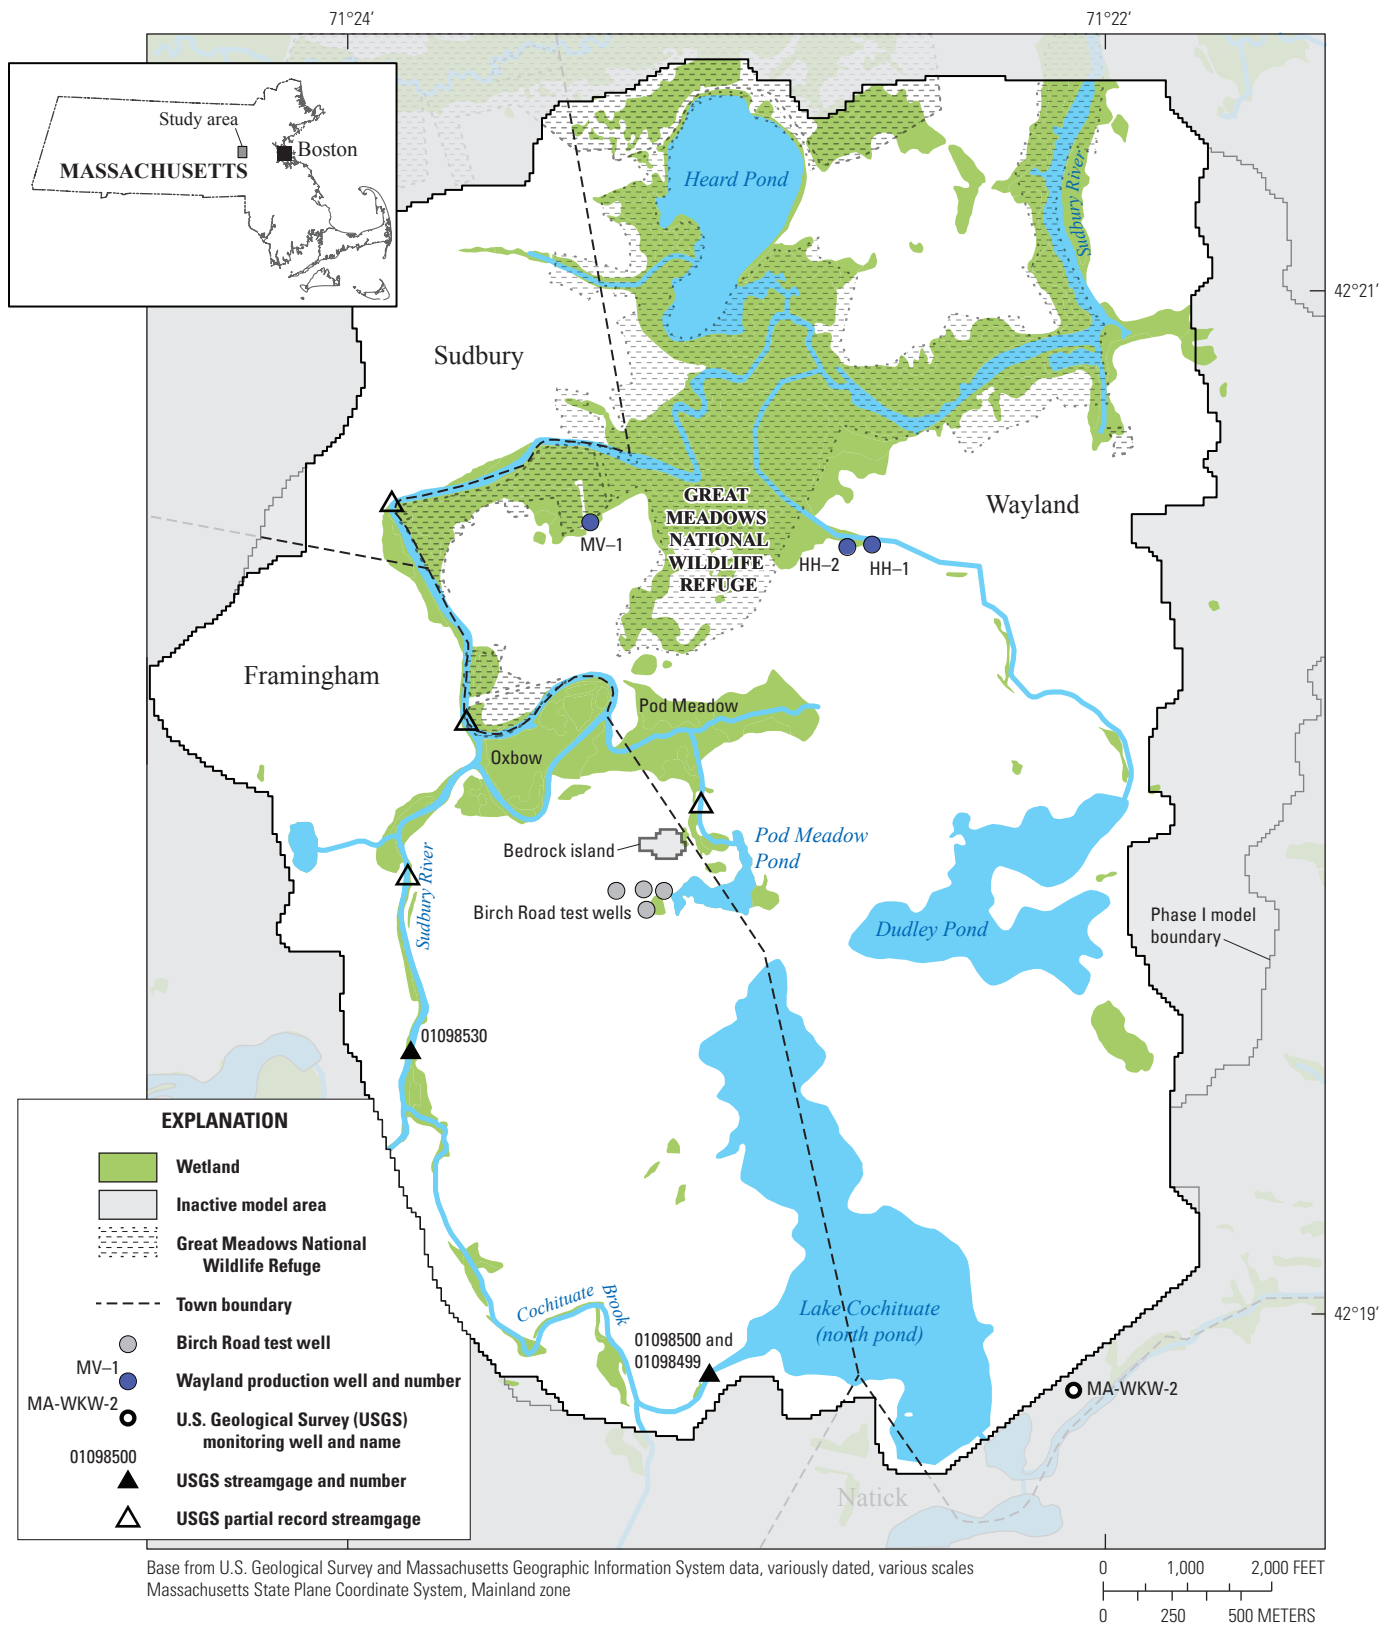 71°24’
71°22’
Study area
Boston
MASSACHUSETTS
Heard Pond
Sudbury River
42°21’
Sudbury
GREAT
MEADOWS
NATIONAL
WILDLIFE
REFUGE
Wayland
MV–1
HH–2
HH–1
Framingham
Pod Meadow
Oxbow
Bedrock island
Pod Meadow
Pond
Birch Road test wells
Sudbury River
Dudley Pond
Phase I model
boundary
01098530
EXPLANATION
Wetland
Inactive model area
Great Meadows National
Wildlife Refuge
Town boundary
Birch Road test well
MV–1
Wayland production well and number
MA-WKW-2
U.S. Geological Survey (USGS)
monitoring well and name
01098500
USGS streamgage and number
USGS partial record streamgage
Cochituate Brook
01098500 and
01098499
Lake Cochituate
(north pond)
42°19’
MA-WKW-2
Natick
Base from U.S. Geological Survey and Massachusetts Geographic Information System data, variously dated, various scales
Massachusetts State Plane Coordinate System, Mainland zone
0 1,000 2,000 FEET
0 250 500 METERS